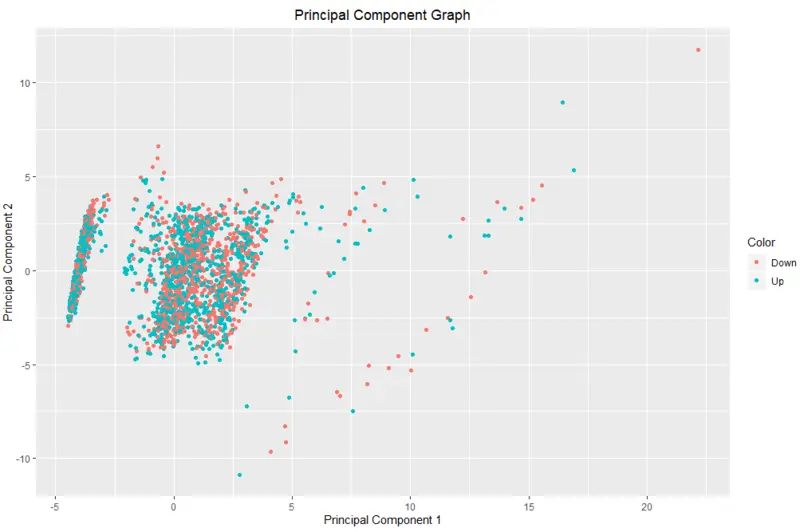 Principal Component Graph
Principal Component 2
10
5
0
-5
-10
-5
0
5
10
15
20
Principal Component 1
Color
Down
Up